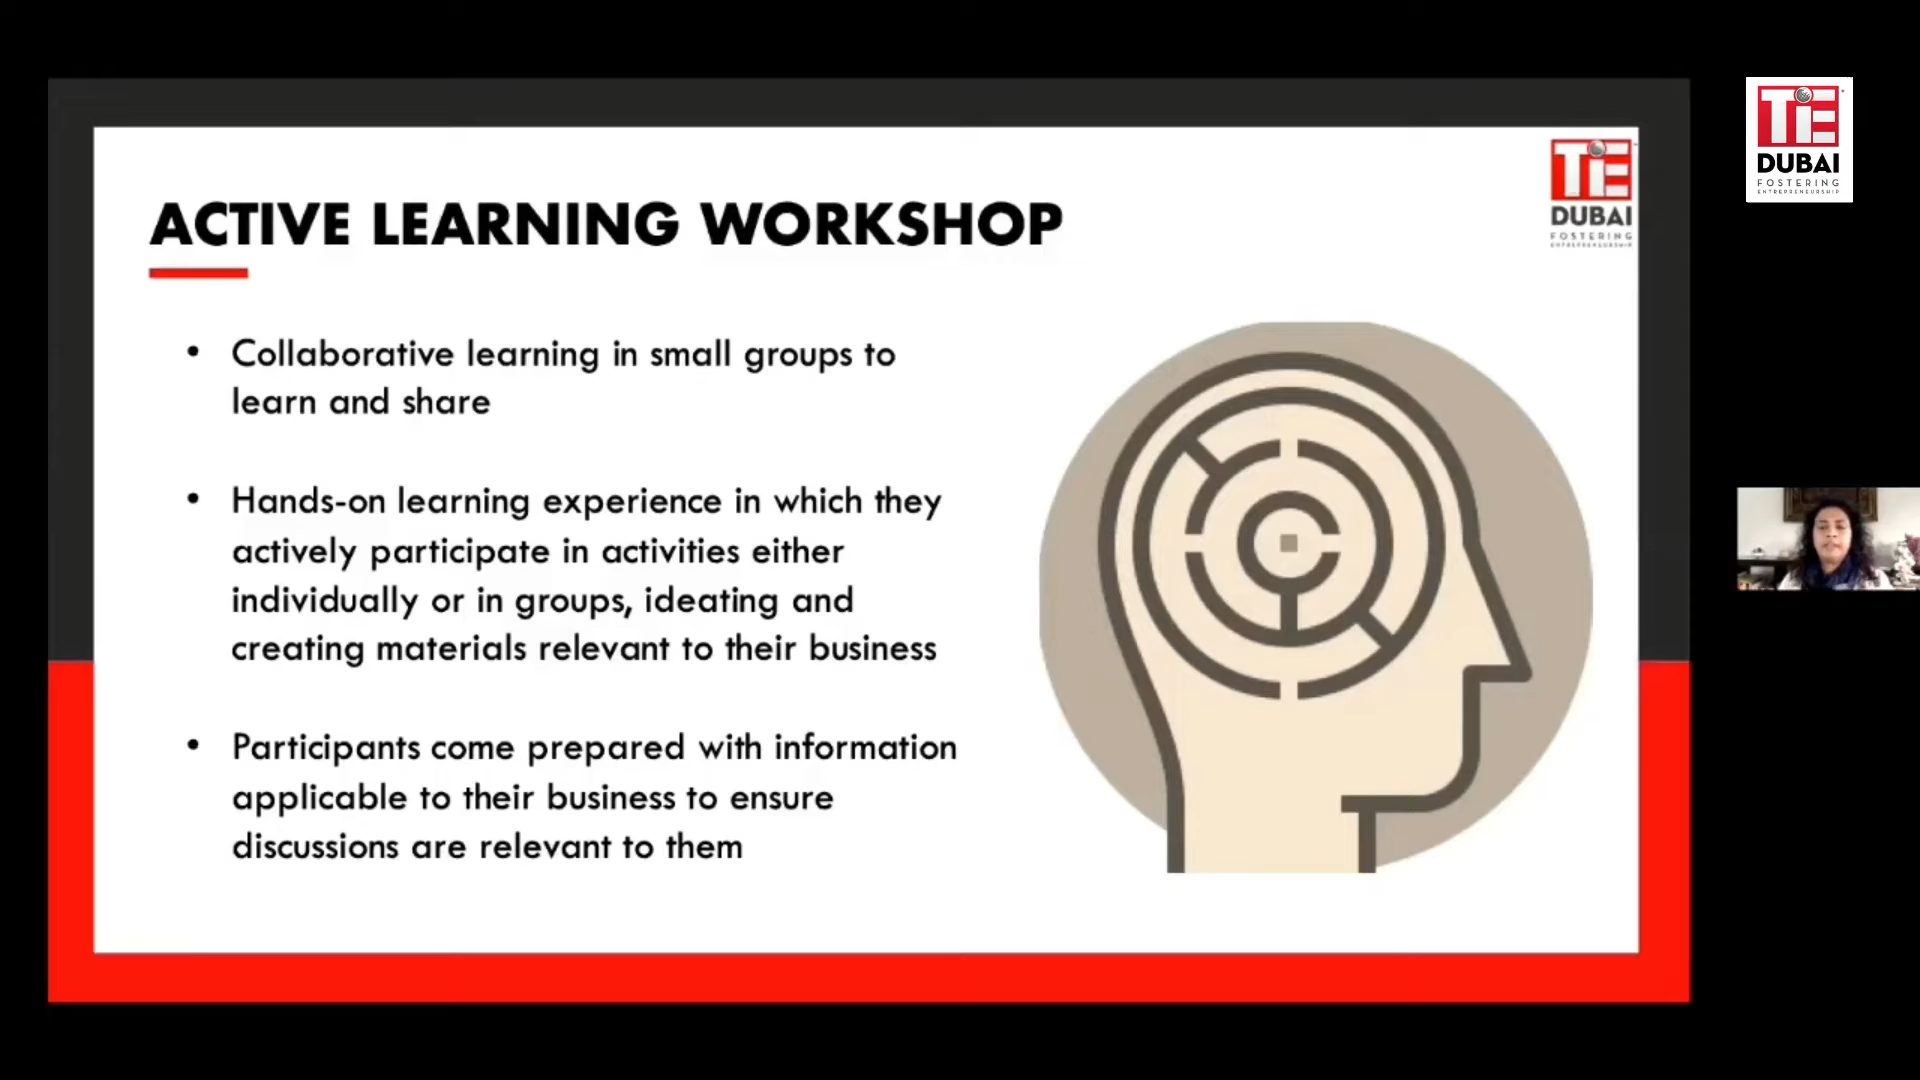 ACTIVE LEARNING WORKSHOP
• Collaborative learning in small groups to
learn and share
• Hands-on learning experience in which they
actively participate in activities either
individually or in groups, ideating and
creating materials relevant to their business
• Participants come prepared with information
applicable to their business to ensure
discussions are relevant to them
TiE
DUBAI
FOSTERING
ENTREPRENEURSHIP
TiE
DUBAI
FOSTERING
ENTREPRENEURSHIP